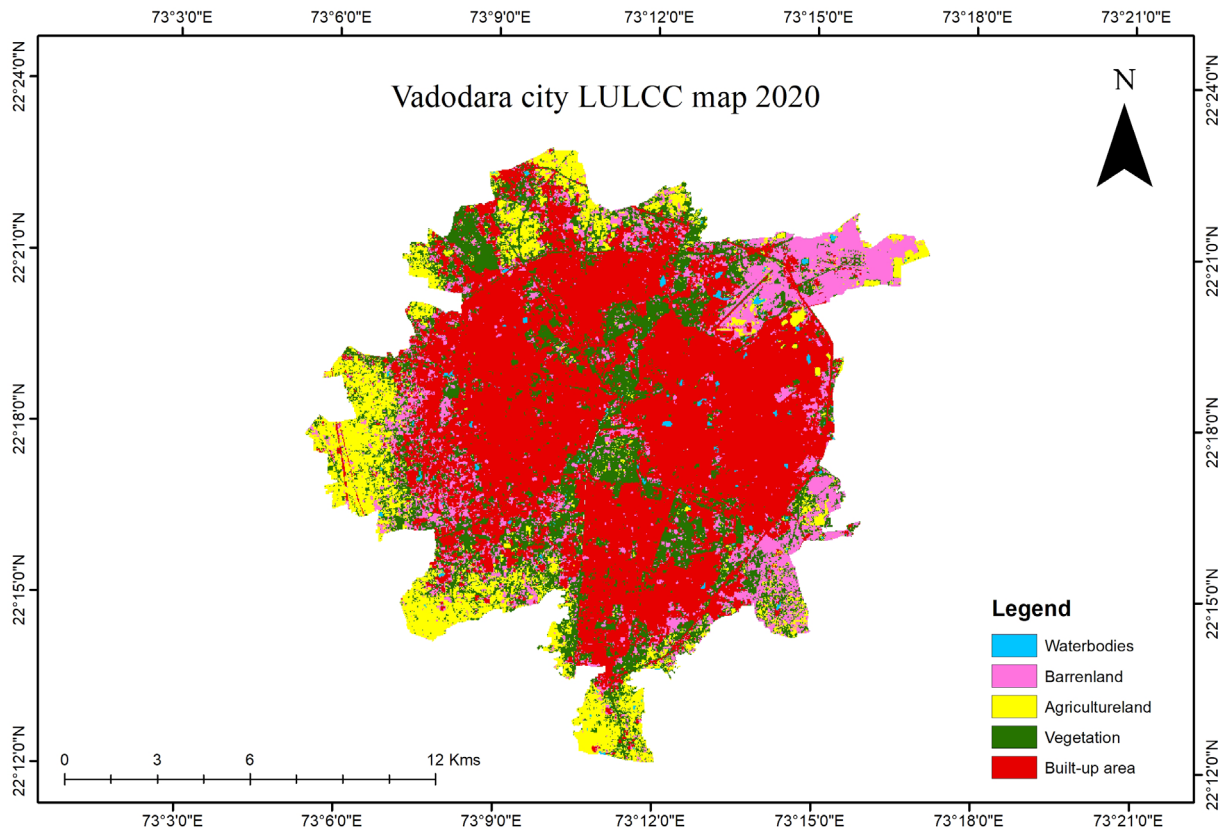 73°3'0"E 73°6'0"E 73°9'0"E 73°12'0"E 73°15'0"E 73°18'0"E 73°21'0"E
22°24'0"N
22°24'0"N
N
Vadodara city LULCC map 2020
22°21'0"N
22°21'0"N
22°18'0"N
22°18'0"N
22°15'0"N
22°15'0"N
Legend
Waterbodies
Barrenland
Agricultureland
Vegetation
Built-up area
22°12'0"N
22°12'0"N
0 3 6 12 Kms
73°3'0"E 73°6'0"E 73°9'0"E 73°12'0"E 73°15'0"E 73°18'0"E 73°21'0"E